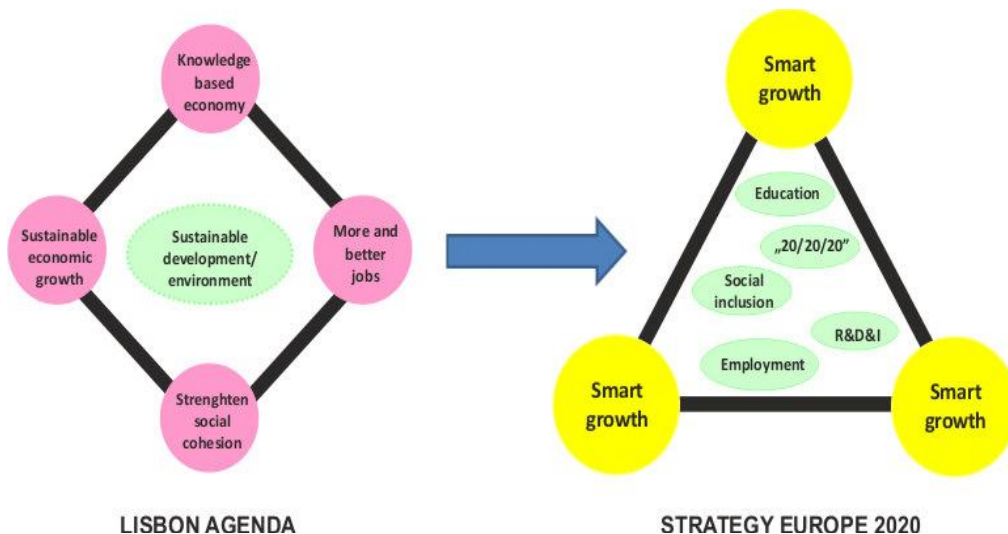 Knowledge
based
economy
Sustainable
economic
growth
Sustainable
development/
environment
More and
better
jobs
Strenghten
social
cohesion
LISBON AGENDA
Smart
growth
Education
„20/20/20”
Social
inclusion
R&D&I
Employment
Smart
growth
Smart
growth
STRATEGY EUROPE 2020